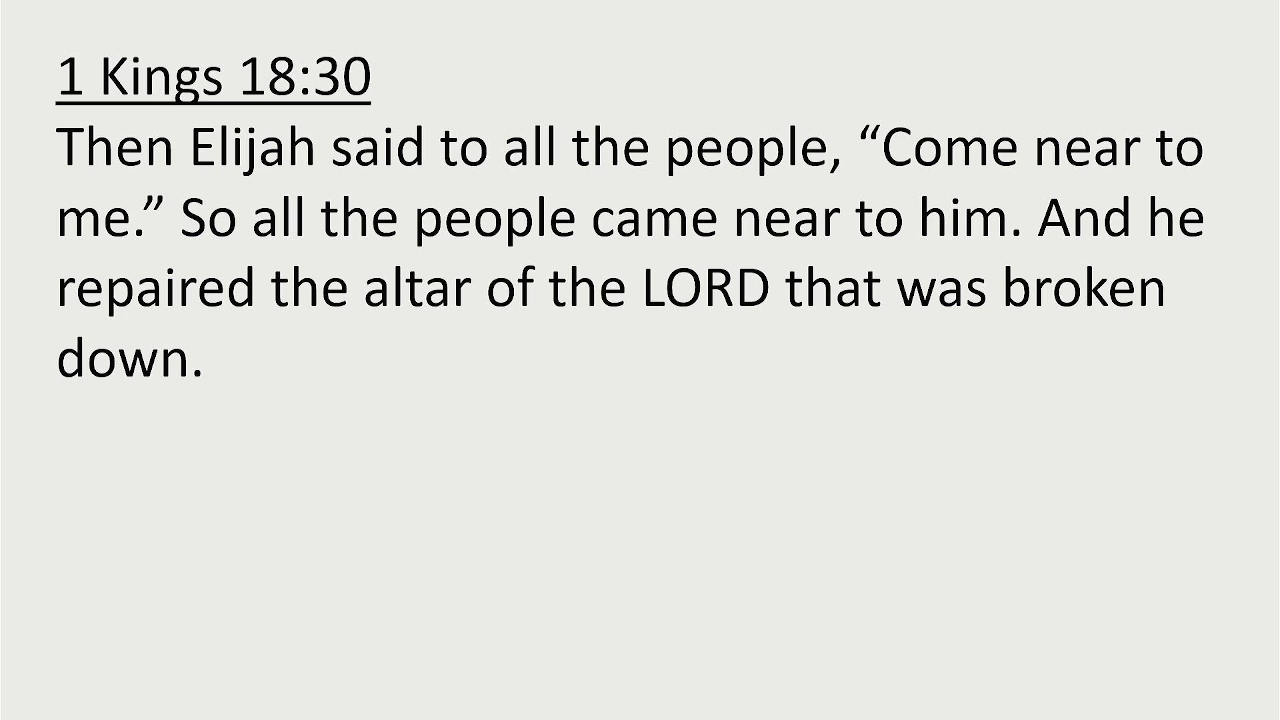 1 Kings 18:30
Then Elijah said to all the people, “Come near to
me.” So all the people came near to him. And he
repaired the altar of the LORD that was broken
down.